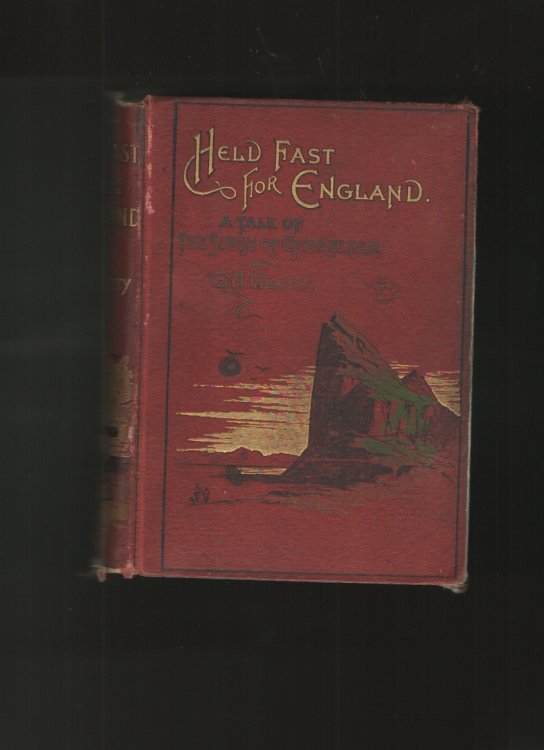 HELD FAST
FOR ENGLAND.
A TALE OF
THE SIEGE OF GIBRALTAR
BY
G. A. HENTY